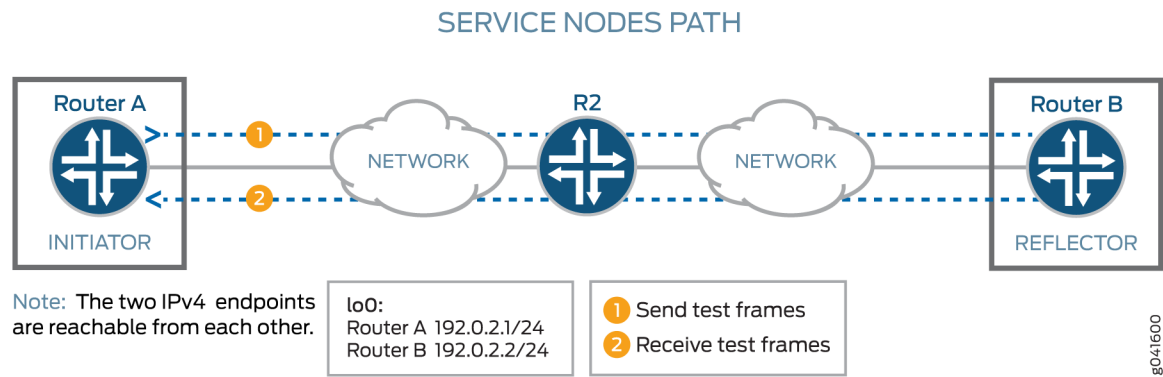 SERVICE NODES PATH
Router A
R2
Router B
1
NETWORK
NETWORK
2
INITIATOR
REFLECTOR
Note: The two IPv4 endpoints
are reachable from each other.
lo0:
Router A 192.0.2.1/24
Router B 192.0.2.2/24
1 Send test frames
2 Receive test frames
g041600